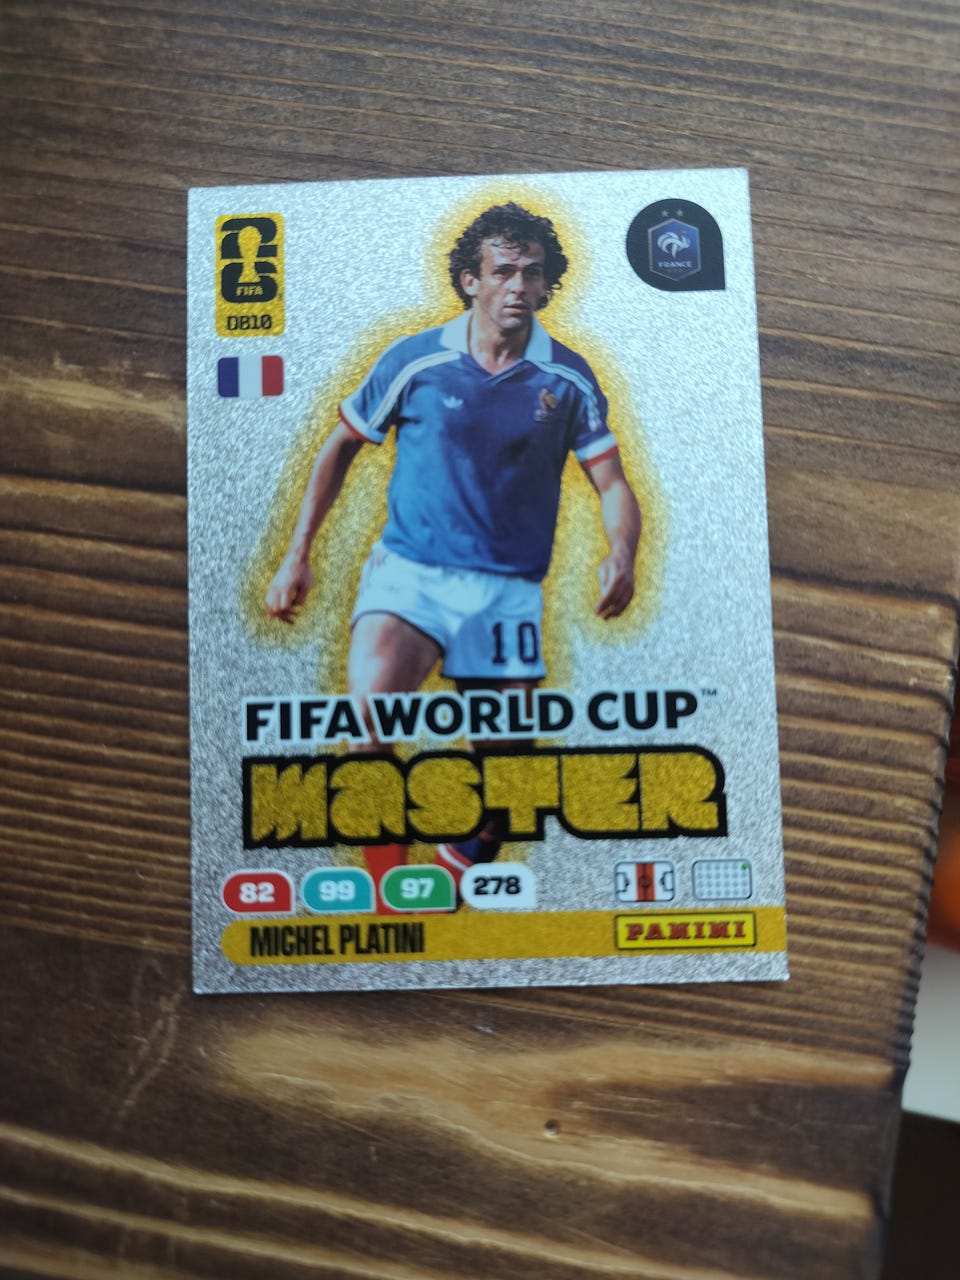 26
FIFA
DB10
FRANCE
10
FIFA WORLD CUP™
MASTER
82 99 97 278
MICHEL PLATINI
PANINI